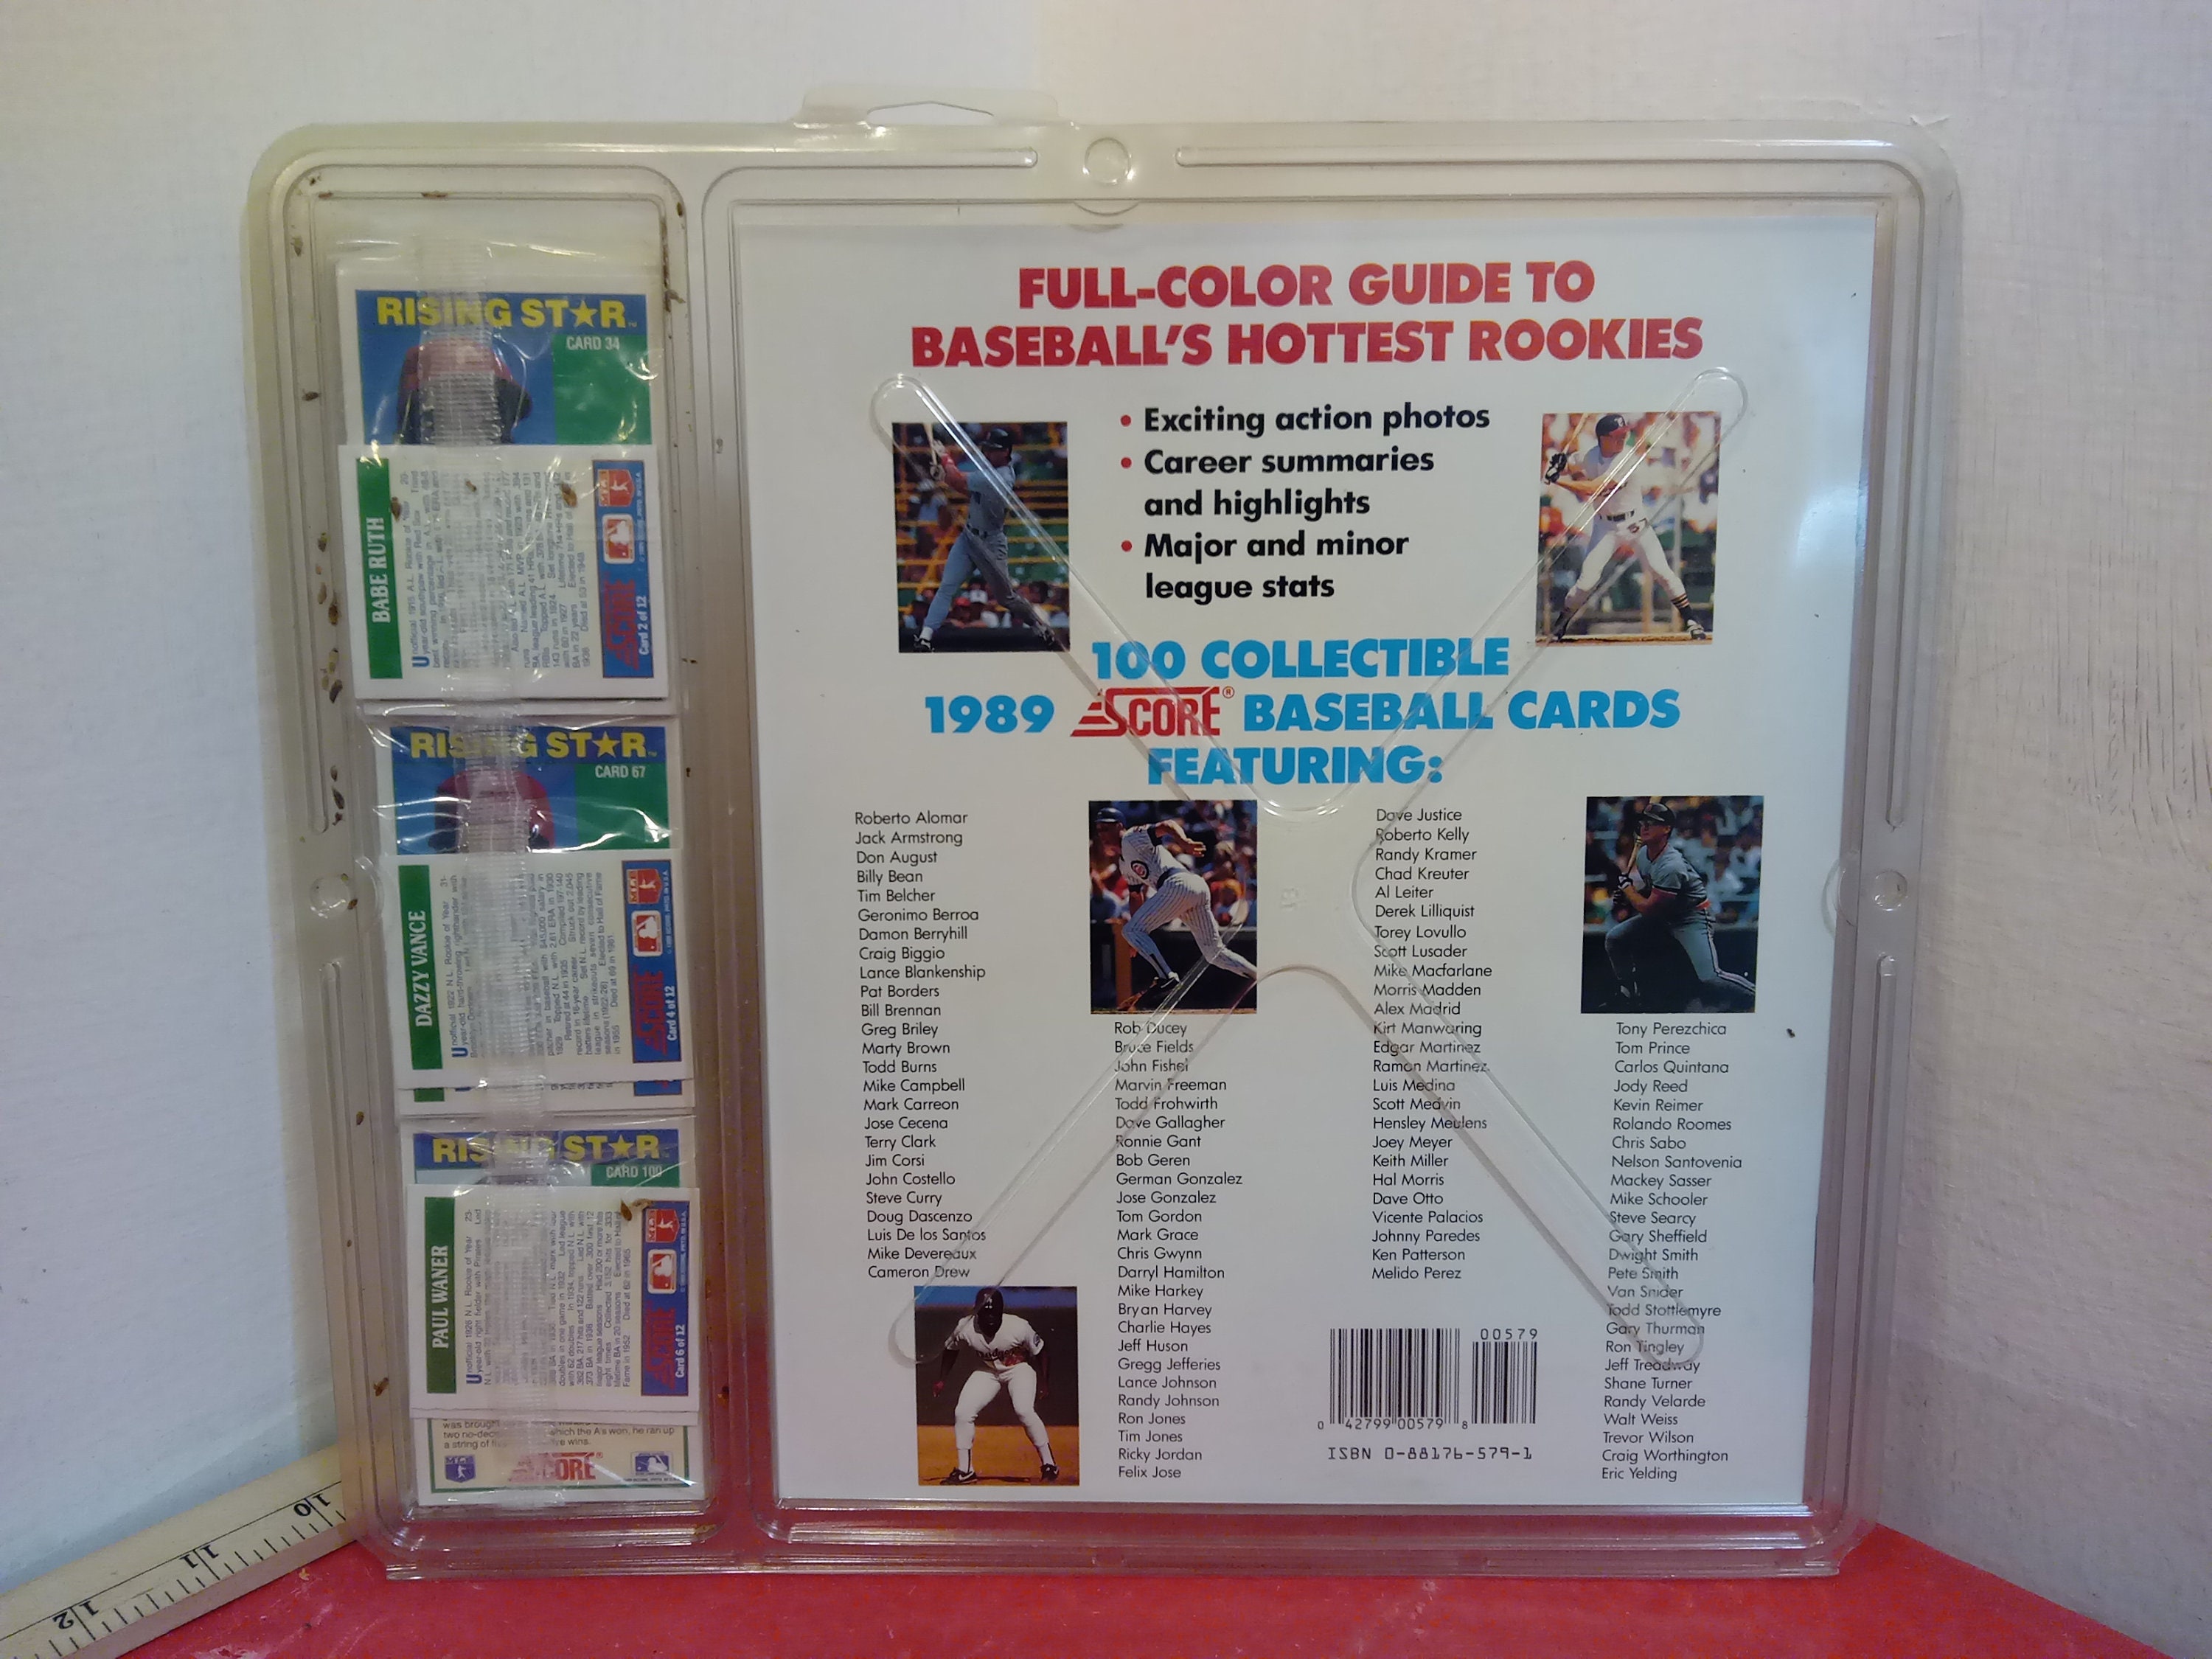 FULL-COLOR GUIDE TO
BASEBALL'S HOTTEST ROOKIES
• Exciting action photos
• Career summaries
and highlights
• Major and minor
league stats
100 COLLECTIBLE
1989 SCORE® BASEBALL CARDS
FEATURING:
Roberto Alomar
Jack Armstrong
Don August
Billy Bean
Tim Belcher
Geronimo Berroa
Damon Berryhill
Craig Biggio
Lance Blankenship
Pat Borders
Bill Brennan
Greg Briley
Marty Brown
Todd Burns
Mike Campbell
Mark Carreon
Jose Cecena
Terry Clark
Jim Corsi
John Costello
Steve Curry
Doug Dascenzo
Luis De los Santos
Mike Devereaux
Cameron Drew
Rob Ducey
Bruce Fields
John Fishel
Marvin Freeman
Todd Frohwirth
Dave Gallagher
Ronnie Gant
Bob Geren
German Gonzalez
Jose Gonzalez
Tom Gordon
Mark Grace
Chris Gwynn
Darryl Hamilton
Mike Harkey
Bryan Harvey
Charlie Hayes
Jeff Huson
Gregg Jefferies
Lance Johnson
Randy Johnson
Ron Jones
Tim Jones
Ricky Jordan
Felix Jose
Dave Justice
Roberto Kelly
Randy Kramer
Chad Kreuter
Al Leiter
Derek Lilliquist
Torey Lovullo
Scott Lusader
Mike Macfarlane
Morris Madden
Alex Madrid
Kirt Manwaring
Edgar Martinez
Ramon Martinez
Luis Medina
Scott Medvin
Hensley Meulens
Joey Meyer
Keith Miller
Hal Morris
Dave Otto
Vicente Palacios
Johnny Paredes
Ken Patterson
Melido Perez
Tony Perezchica
Tom Prince
Carlos Quintana
Jody Reed
Kevin Reimer
Rolando Roomes
Chris Sabo
Nelson Santovenia
Mackey Sasser
Mike Schooler
Steve Searcy
Gary Sheffield
Dwight Smith
Pete Smith
Van Snider
Todd Stottlemyre
Gary Thurman
Ron Tingley
Jeff Treadway
Shane Turner
Randy Velarde
Walt Weiss
Trevor Wilson
Craig Worthington
Eric Yelding
00579
0 42799 00579 8
ISBN 0-88176-579-1
RISING STAR™
CARD 34
BABE RUTH
SCORE
Card 2 of 12
RISING STAR™
CARD 67
DAZZY VANCE
SCORE
Card 4 of 12
RISING STAR
CARD 100
PAUL WANER
SCORE
Card 6 of 12
SCORE®
10
11
12